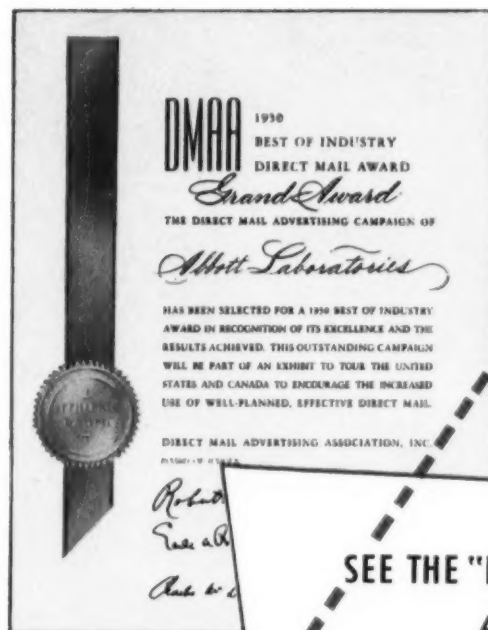 DMAA 1950
BEST OF INDUSTRY
DIRECT MAIL AWARD
Grand Award
THE DIRECT MAIL ADVERTISING CAMPAIGN OF
Abbott Laboratories
HAS BEEN SELECTED FOR A 1950 BEST OF INDUSTRY
AWARD IN RECOGNITION OF ITS EXCELLENCE AND THE
RESULTS ACHIEVED. THIS OUTSTANDING CAMPAIGN
WILL BE PART OF AN EXHIBIT TO TOUR THE UNITED
STATES AND CANADA TO ENCOURAGE THE INCREASED
USE OF WELL-PLANNED, EFFECTIVE DIRECT MAIL.
DIRECT MAIL ADVERTISING ASSOCIATION, INC.
Robert
SEE THE "